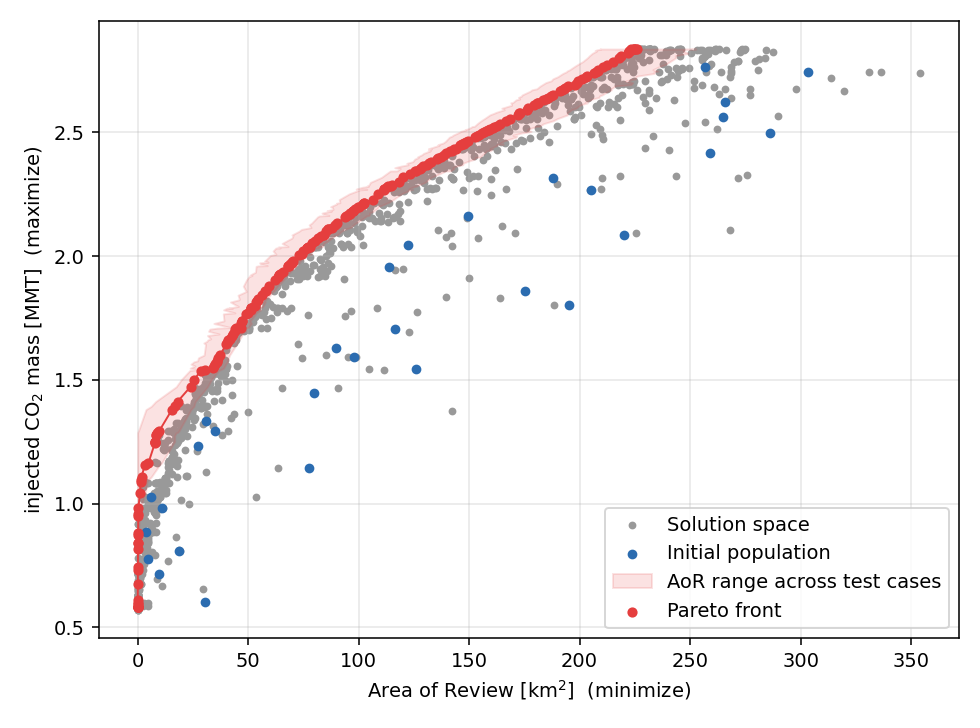 injected CO₂ mass [MMT] (maximize)
2.5
2.0
1.5
1.0
0.5
0 50 100 150 200 250 300 350
Area of Review [km²] (minimize)
Solution space
Initial population
AoR range across test cases
Pareto front